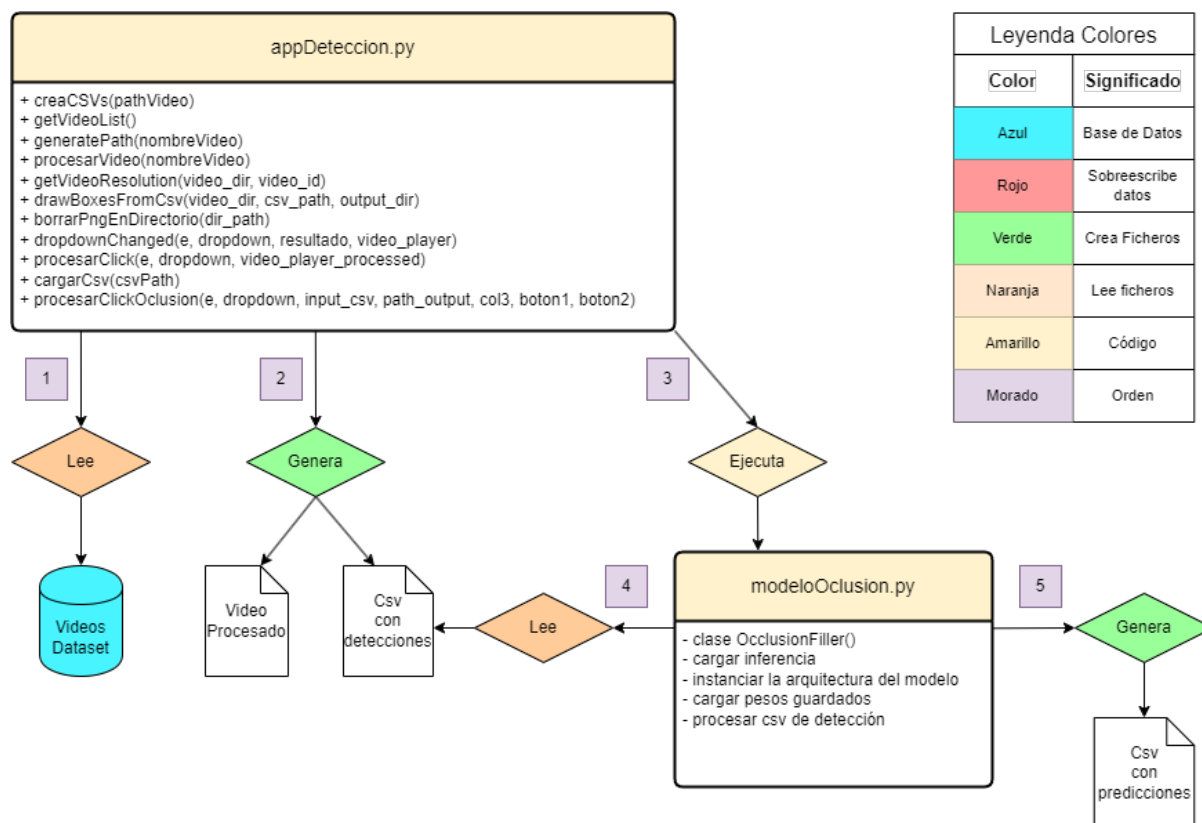 appDeteccion.py
+ creaCSVs(pathVideo)
+ getVideoList()
+ generatePath(nombreVideo)
+ procesarVideo(nombreVideo)
+ getVideoResolution(video_dir, video_id)
+ drawBoxesFromCsv(video_dir, csv_path, output_dir)
+ borrarPngEnDirectorio(dir_path)
+ dropdownChanged(e, dropdown, resultado, video_player)
+ procesarClick(e, dropdown, video_player_processed)
+ cargarCsv(csvPath)
+ procesarClickOclusion(e, dropdown, input_csv, path_output, col3, boton1, boton2)
Leyenda Colores
Color Significado
Azul Base de Datos
Rojo Sobreescribe
datos
Verde Crea Ficheros
Naranja Lee ficheros
Amarillo Código
Morado Orden
1
2
3
Lee
Genera
Ejecuta
Videos
Dataset
Video
Procesado
Csv
con
detecciones
4
Lee
modeloOclusion.py
- clase OcclusionFiller()
- cargar inferencia
- instanciar la arquitectura del modelo
- cargar pesos guardados
- procesar csv de detección
5
Genera
Csv
con
predicciones